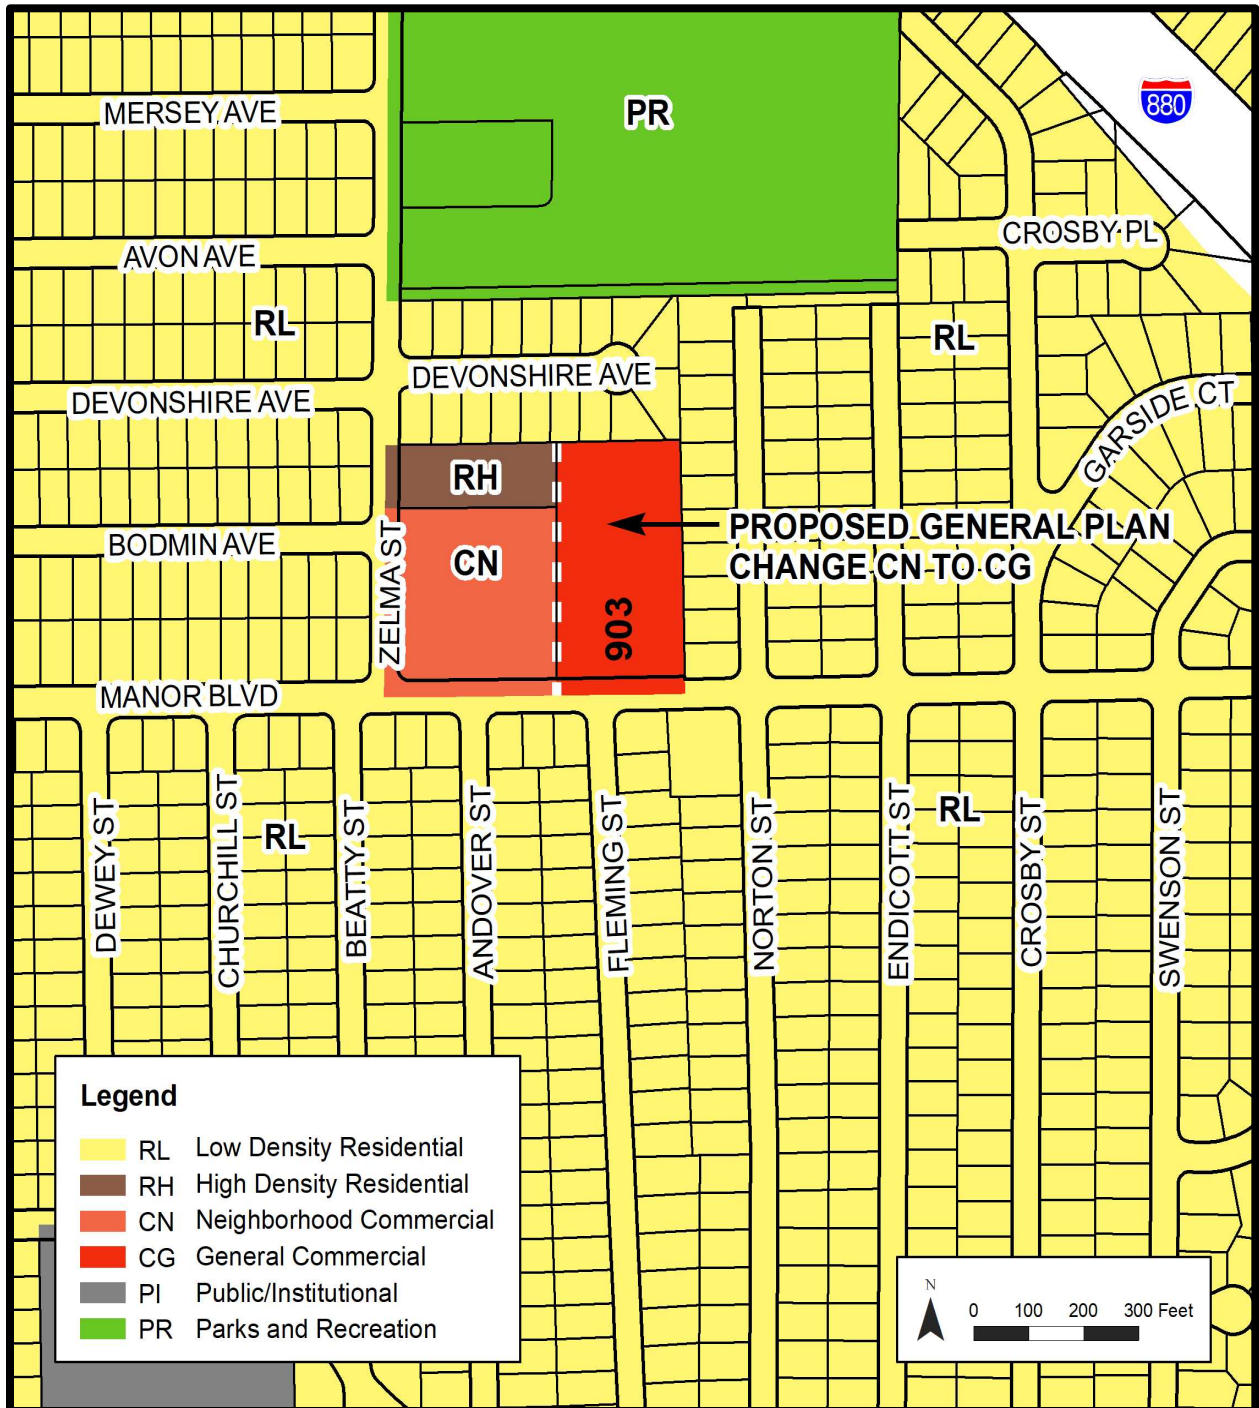 PR
880
MERSEY AVE
CROSBY PL
AVON AVE
RL
RL
DEVONSHIRE AVE
DEVONSHIRE AVE
GARSIDE CT
RH
PROPOSED GENERAL PLAN
CHANGE CN TO CG
BODMIN AVE
ZELMA ST
CN
903
MANOR BLVD
RL
RL
DEWEY ST
CHURCHILL ST
BEATTY ST
ANDOVER ST
FLEMING ST
NORTON ST
ENDICOTT ST
CROSBY ST
SWENSON ST
Legend
RL Low Density Residential
RH High Density Residential
CN Neighborhood Commercial
CG General Commercial
PI Public/Institutional
PR Parks and Recreation
N
0 100 200 300 Feet